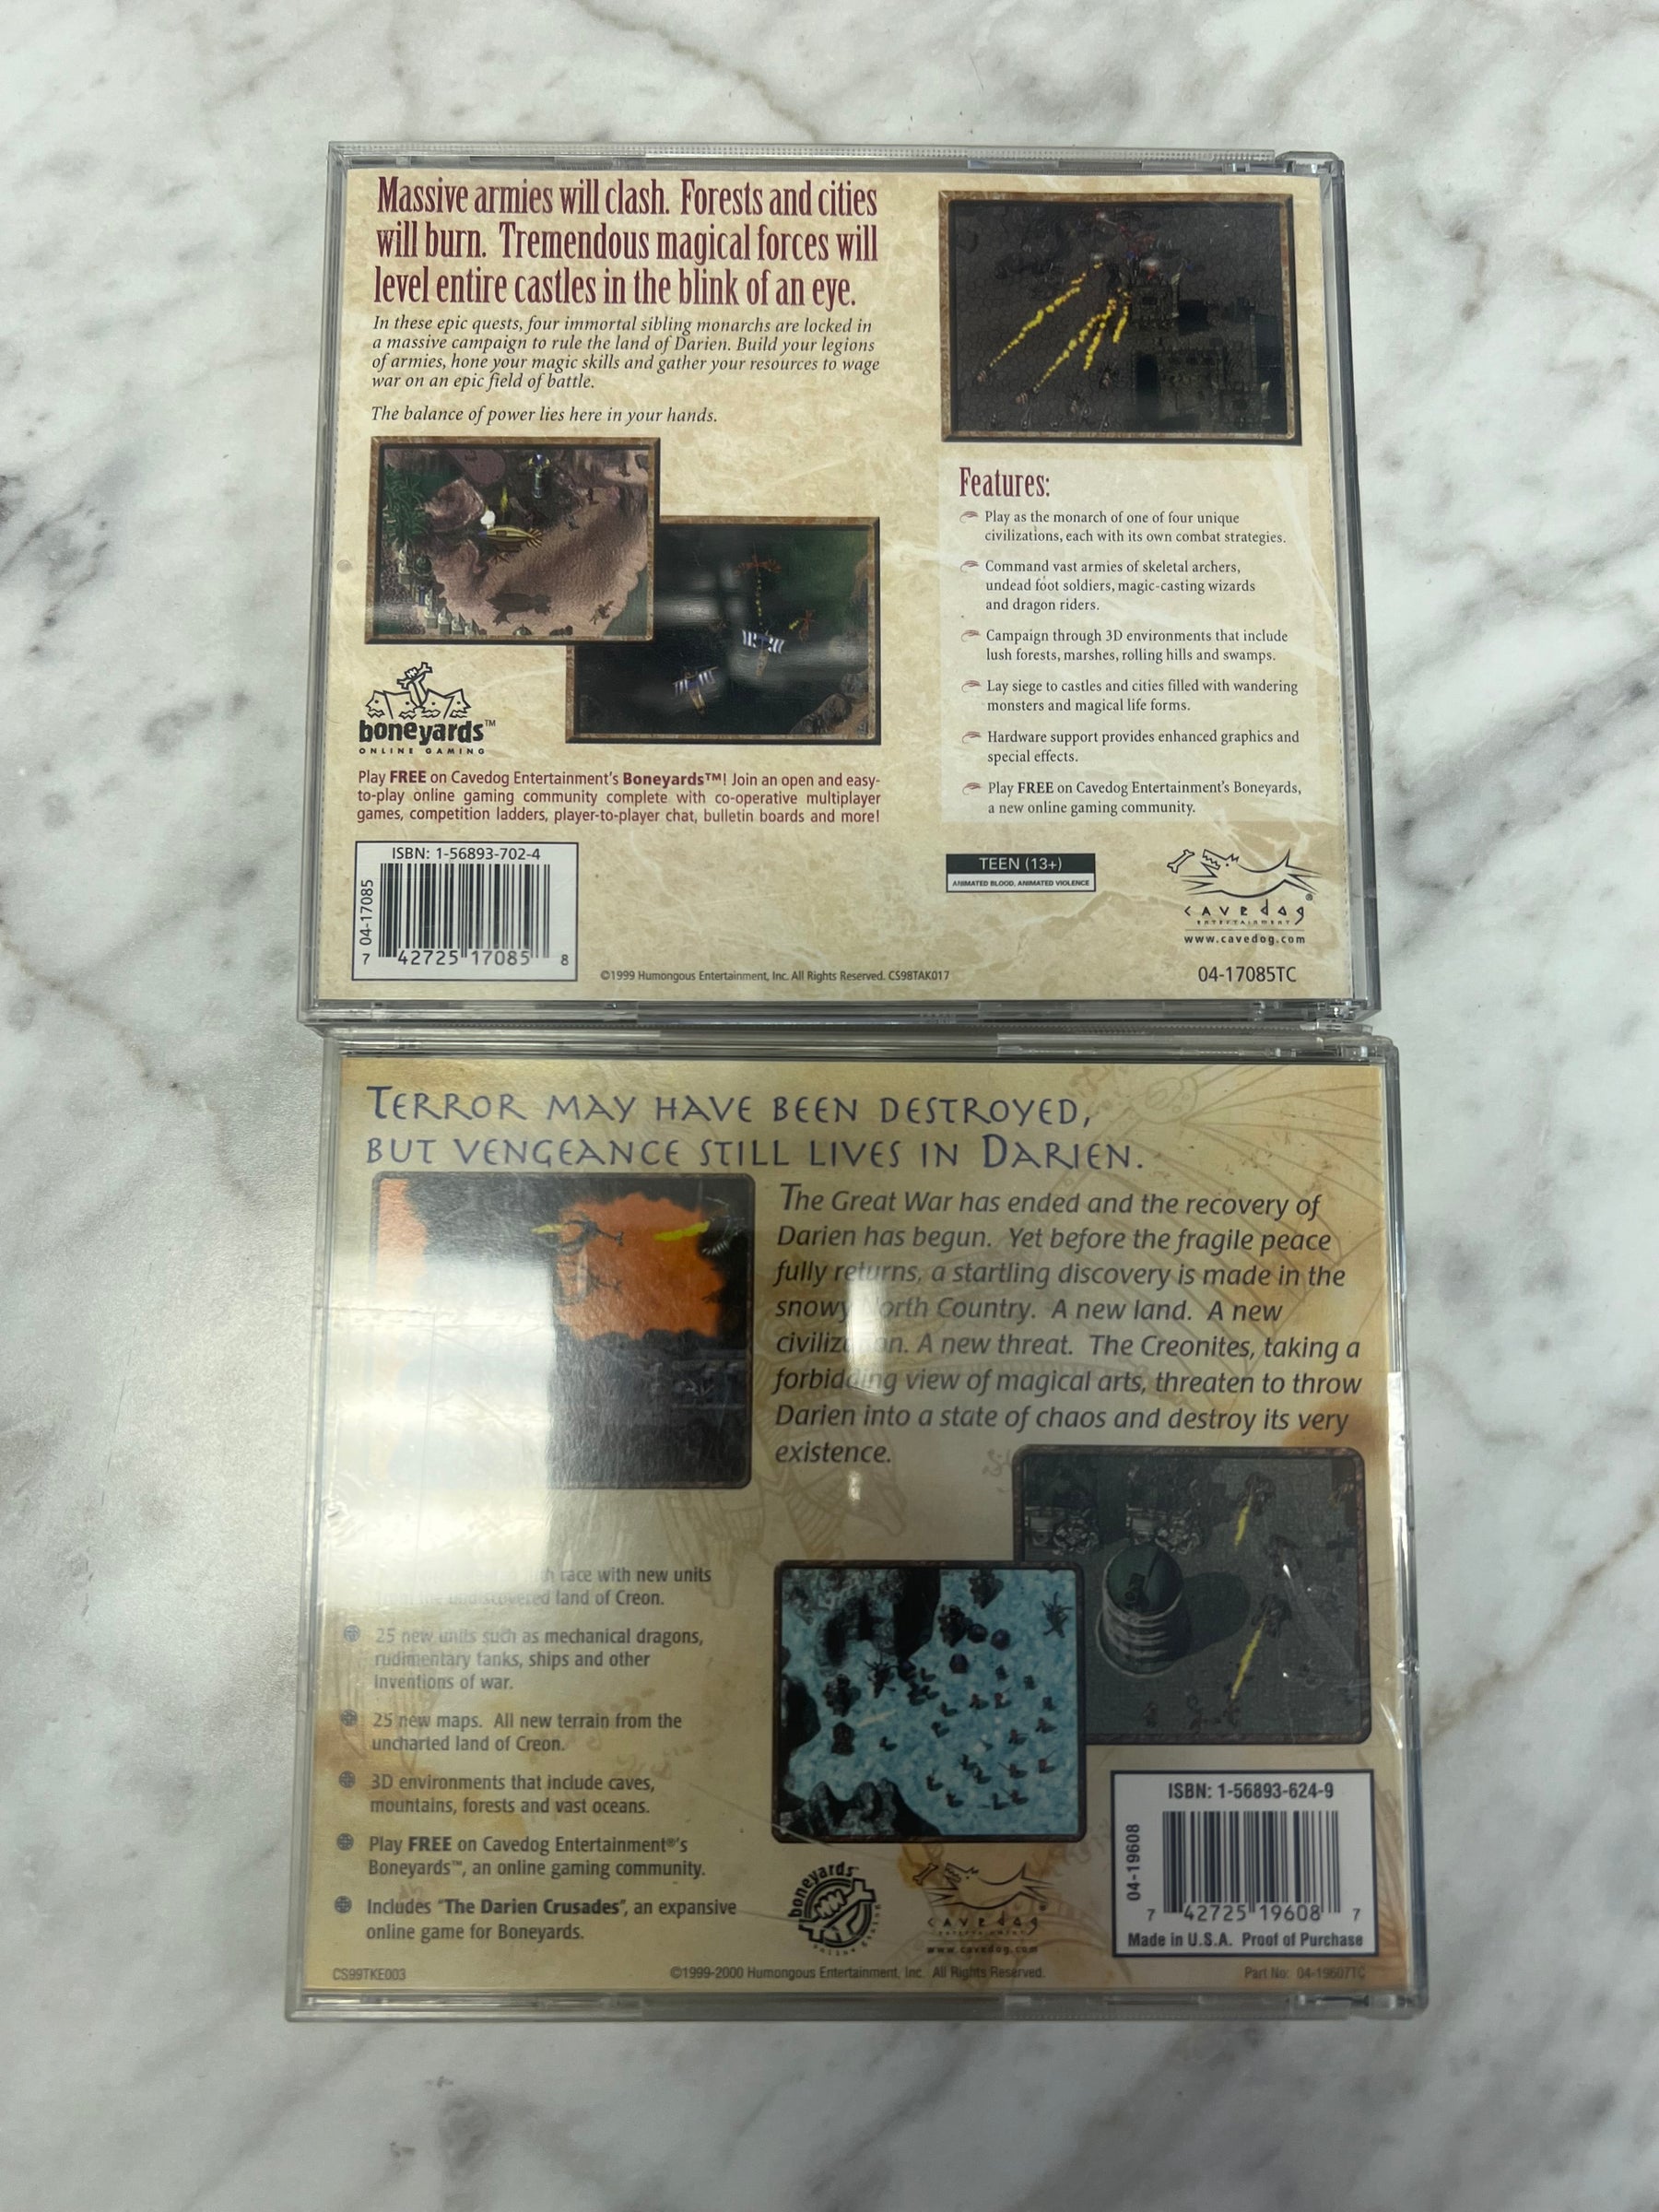 Massive armies will clash. Forests and cities
will burn. Tremendous magical forces will
level entire castles in the blink of an eye.
In these epic quests, four immortal sibling monarchs are locked in
a massive campaign to rule the land of Darien. Build your legions
of armies, hone your magic skills and gather your resources to wage
war on an epic field of battle.
The balance of power lies here in your hands.
boneyards™
ONLINE GAMING
Play FREE on Cavedog Entertainment's Boneyards™! Join an open and easy-
to-play online gaming community complete with co-operative multiplayer
games, competition ladders, player-to-player chat, bulletin boards and more!
Features:
Play as the monarch of one of four unique
civilizations, each with its own combat strategies.
Command vast armies of skeletal archers,
undead foot soldiers, magic-casting wizards
and dragon riders.
Campaign through 3D environments that include
lush forests, marshes, rolling hills and swamps.
Lay siege to castles and cities filled with wandering
monsters and magical life forms.
Hardware support provides enhanced graphics and
special effects.
Play FREE on Cavedog Entertainment's Boneyards,
a new online gaming community.
ISBN: 1-56893-702-4
04-17085
7 42725 17085 8
TEEN (13+)
ANIMATED BLOOD, ANIMATED VIOLENCE
CAVEDOG®
ENTERTAINMENT
www.cavedog.com
©1999 Humongous Entertainment, Inc. All Rights Reserved. CS98TAK017
04-17085TC
TERROR MAY HAVE BEEN DESTROYED,
BUT VENGEANCE STILL LIVES IN DARIEN.
The Great War has ended and the recovery of
Darien has begun. Yet before the fragile peace
fully returns, a startling discovery is made in the
snowy North Country. A new land. A new
civilization. A new threat. The Creonites, taking a
forbidding view of magical arts, threaten to throw
Darien into a state of chaos and destroy its very
existence.
race with new units
undiscovered land of Creon.
25 new units such as mechanical dragons,
rudimentary tanks, ships and other
inventions of war.
25 new maps. All new terrain from the
uncharted land of Creon.
3D environments that include caves,
mountains, forests and vast oceans.
Play FREE on Cavedog Entertainment®'s
Boneyards™, an online gaming community.
Includes "The Darien Crusades", an expansive
online game for Boneyards.
boneyards™
online gaming
CAVEDOG®
ENTERTAINMENT
www.cavedog.com
ISBN: 1-56893-624-9
04-19608
7 42725 19608 7
Made in U.S.A. Proof of Purchase
CS99TKE003
©1999-2000 Humongous Entertainment, Inc. All Rights Reserved.
Part No: 04-19607TC